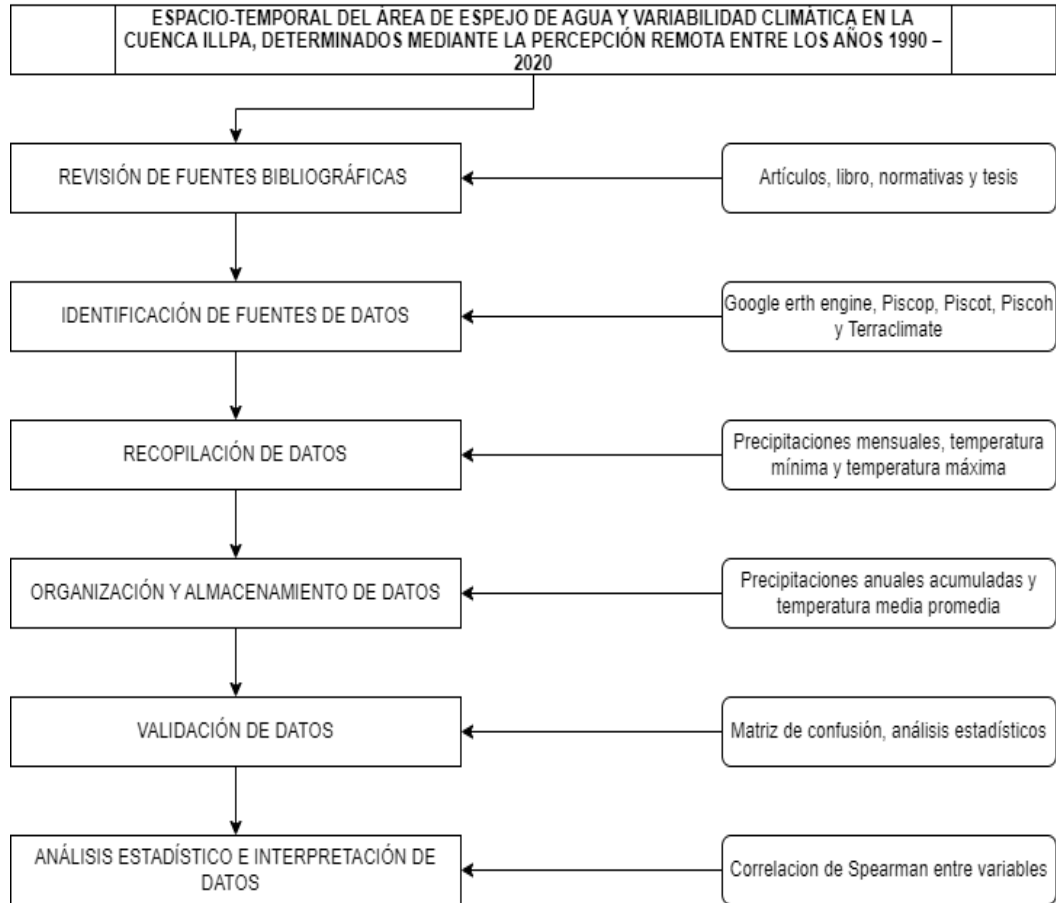 ESPACIO-TEMPORAL DEL ÁREA DE ESPEJO DE AGUA Y VARIABILIDAD CLIMÁTICA EN LA
CUENCA ILLPA, DETERMINADOS MEDIANTE LA PERCEPCIÓN REMOTA ENTRE LOS AÑOS 1990 –
2020
REVISIÓN DE FUENTES BIBLIOGRÁFICAS
Artículos, libro, normativas y tesis
IDENTIFICACIÓN DE FUENTES DE DATOS
Google erth engine, Piscop, Piscot, Piscoh
y Terraclimate
RECOPILACIÓN DE DATOS
Precipitaciones mensuales, temperatura
mínima y temperatura máxima
ORGANIZACIÓN Y ALMACENAMIENTO DE DATOS
Precipitaciones anuales acumuladas y
temperatura media promedia
VALIDACIÓN DE DATOS
Matriz de confusión, análisis estadísticos
ANÁLISIS ESTADÍSTICO E INTERPRETACIÓN DE
DATOS
Correlacion de Spearman entre variables